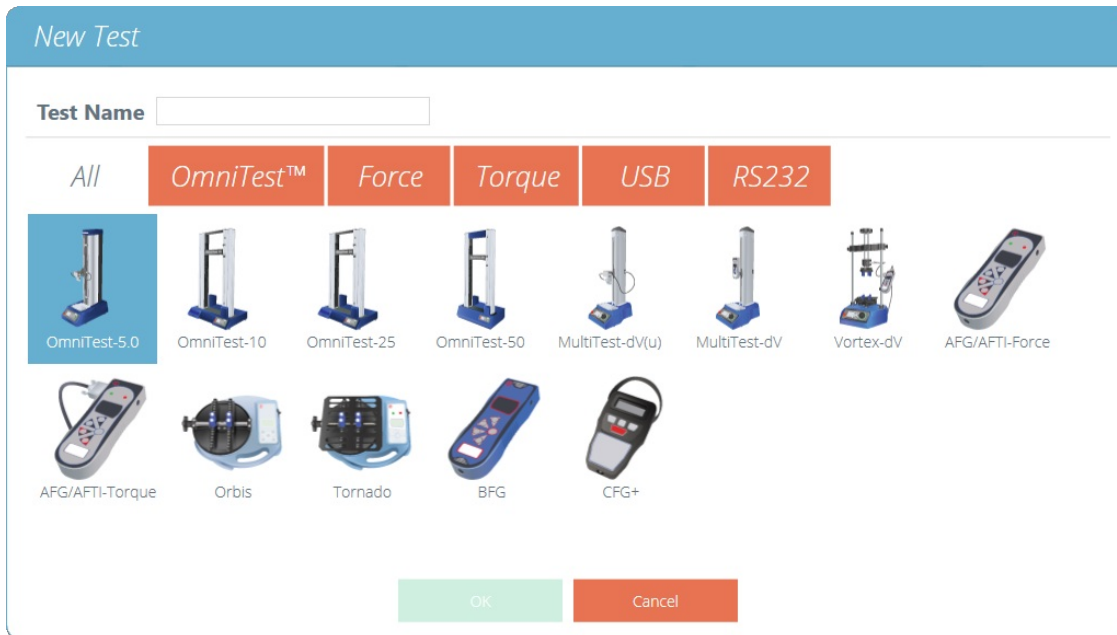 New Test
Test Name
All OmniTest™ Force Torque USB RS232
OmniTest-5.0 OmniTest-10 OmniTest-25 OmniTest-50 MultiTest-dV(u) MultiTest-dV Vortex-dV AFG/AFTI-Force
AFG/AFTI-Torque Orbis Tornado BFG CFG+
OK Cancel